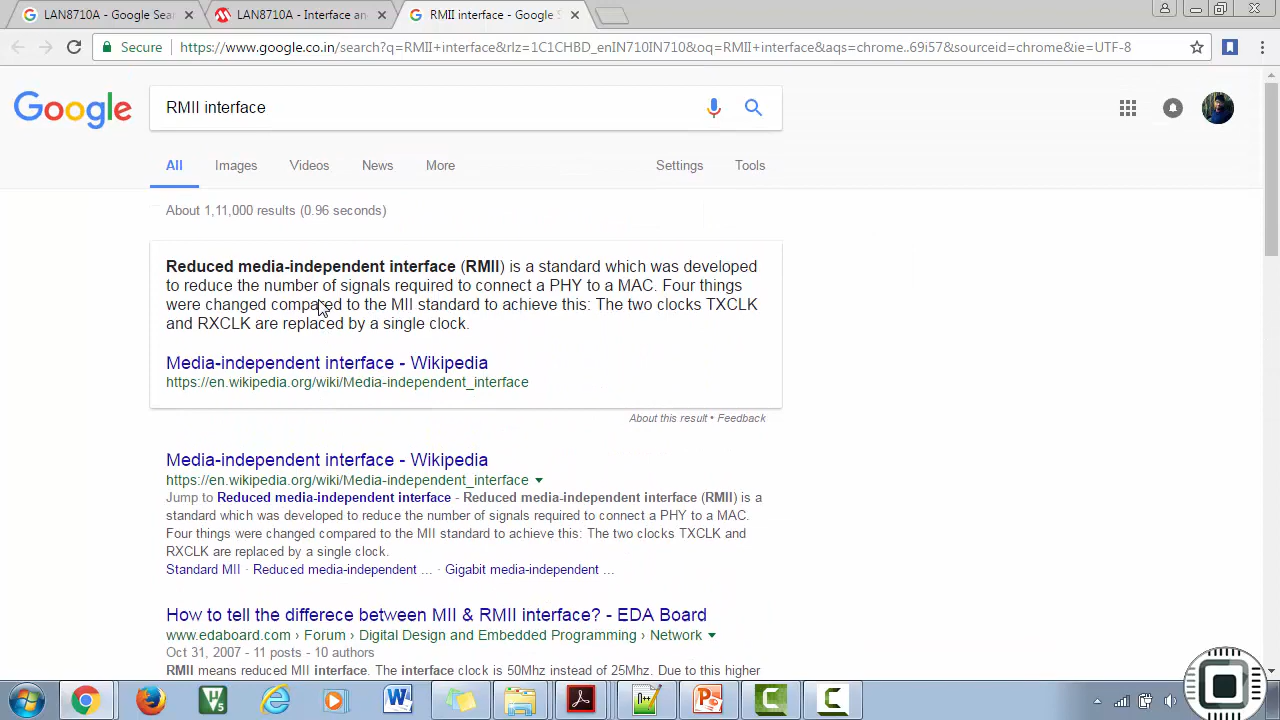 LAN8710A - Google Sea
LAN8710A - Interface an
RMII interface - Google S
Secure
https://www.google.co.in/search?q=RMII+interface&rlz=1C1CHBD_enIN710IN710&oq=RMII+interface&aqs=chrome..69i57&sourceid=chrome&ie=UTF-8
Google
RMII interface
All Images Videos News More Settings Tools
About 1,11,000 results (0.96 seconds)
Reduced media-independent interface (RMII) is a standard which was developed
to reduce the number of signals required to connect a PHY to a MAC. Four things
were changed compared to the MII standard to achieve this: The two clocks TXCLK
and RXCLK are replaced by a single clock.
Media-independent interface - Wikipedia
https://en.wikipedia.org/wiki/Media-independent_interface
About this result • Feedback
Media-independent interface - Wikipedia
https://en.wikipedia.org/wiki/Media-independent_interface
Jump to Reduced media-independent interface - Reduced media-independent interface (RMII) is a
standard which was developed to reduce the number of signals required to connect a PHY to a MAC.
Four things were changed compared to the MII standard to achieve this: The two clocks TXCLK and
RXCLK are replaced by a single clock.
Standard MII · Reduced media-independent ... · Gigabit media-independent ...
How to tell the differece between MII & RMII interface? - EDA Board
www.edaboard.com › Forum › Digital Design and Embedded Programming › Network
Oct 31, 2007 - 11 posts - 10 authors
RMII means reduced MII interface. The interface clock is 50Mhz instead of 25Mhz. Due to this higher